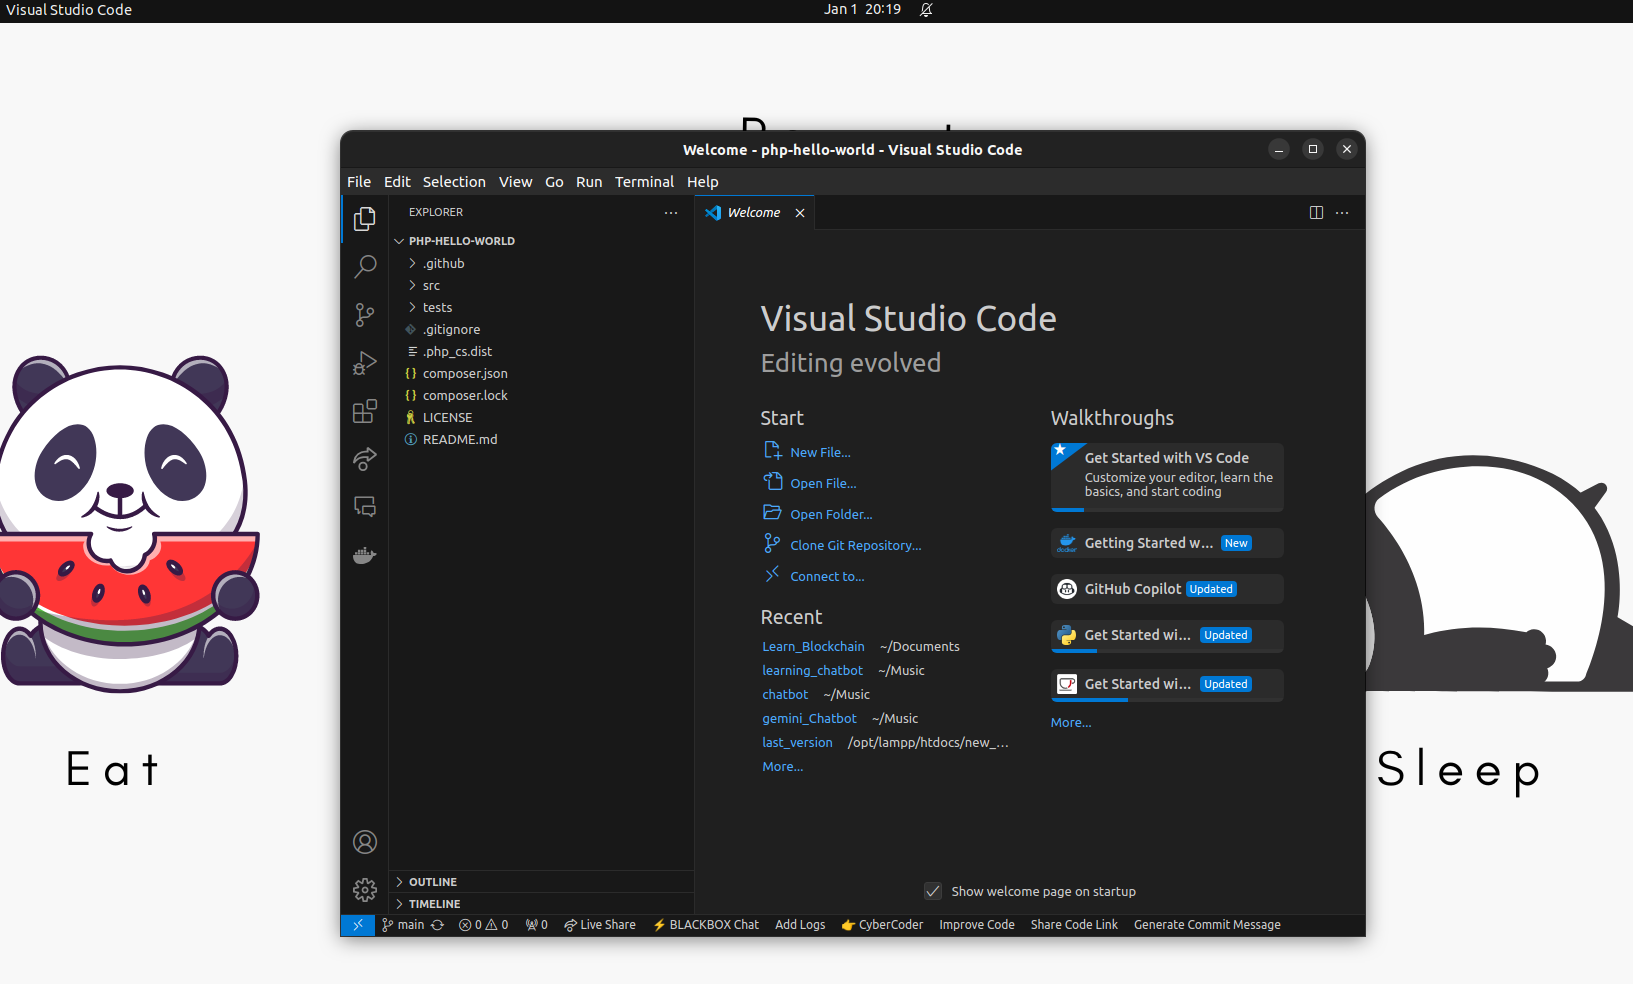 Visual Studio Code
Jan 1 20:19
Welcome - php-hello-world - Visual Studio Code
File Edit Selection View Go Run Terminal Help
EXPLORER
Welcome
PHP-HELLO-WORLD
.github
src
tests
.gitignore
.php_cs.dist
composer.json
composer.lock
LICENSE
README.md
OUTLINE
TIMELINE
Visual Studio Code
Editing evolved
Start
New File...
Open File...
Open Folder...
Clone Git Repository...
Connect to...
Recent
Learn_Blockchain ~/Documents
learning_chatbot ~/Music
chatbot ~/Music
gemini_Chatbot ~/Music
last_version /opt/lampp/htdocs/new_...
More...
Walkthroughs
Get Started with VS Code
Customize your editor, learn the
basics, and start coding
docker
Getting Started w... New
GitHub Copilot Updated
Get Started wi... Updated
Get Started wi... Updated
More...
Show welcome page on startup
main 0 0 0 Live Share BLACKBOX Chat Add Logs CyberCoder Improve Code Share Code Link Generate Commit Message
Eat
Sleep